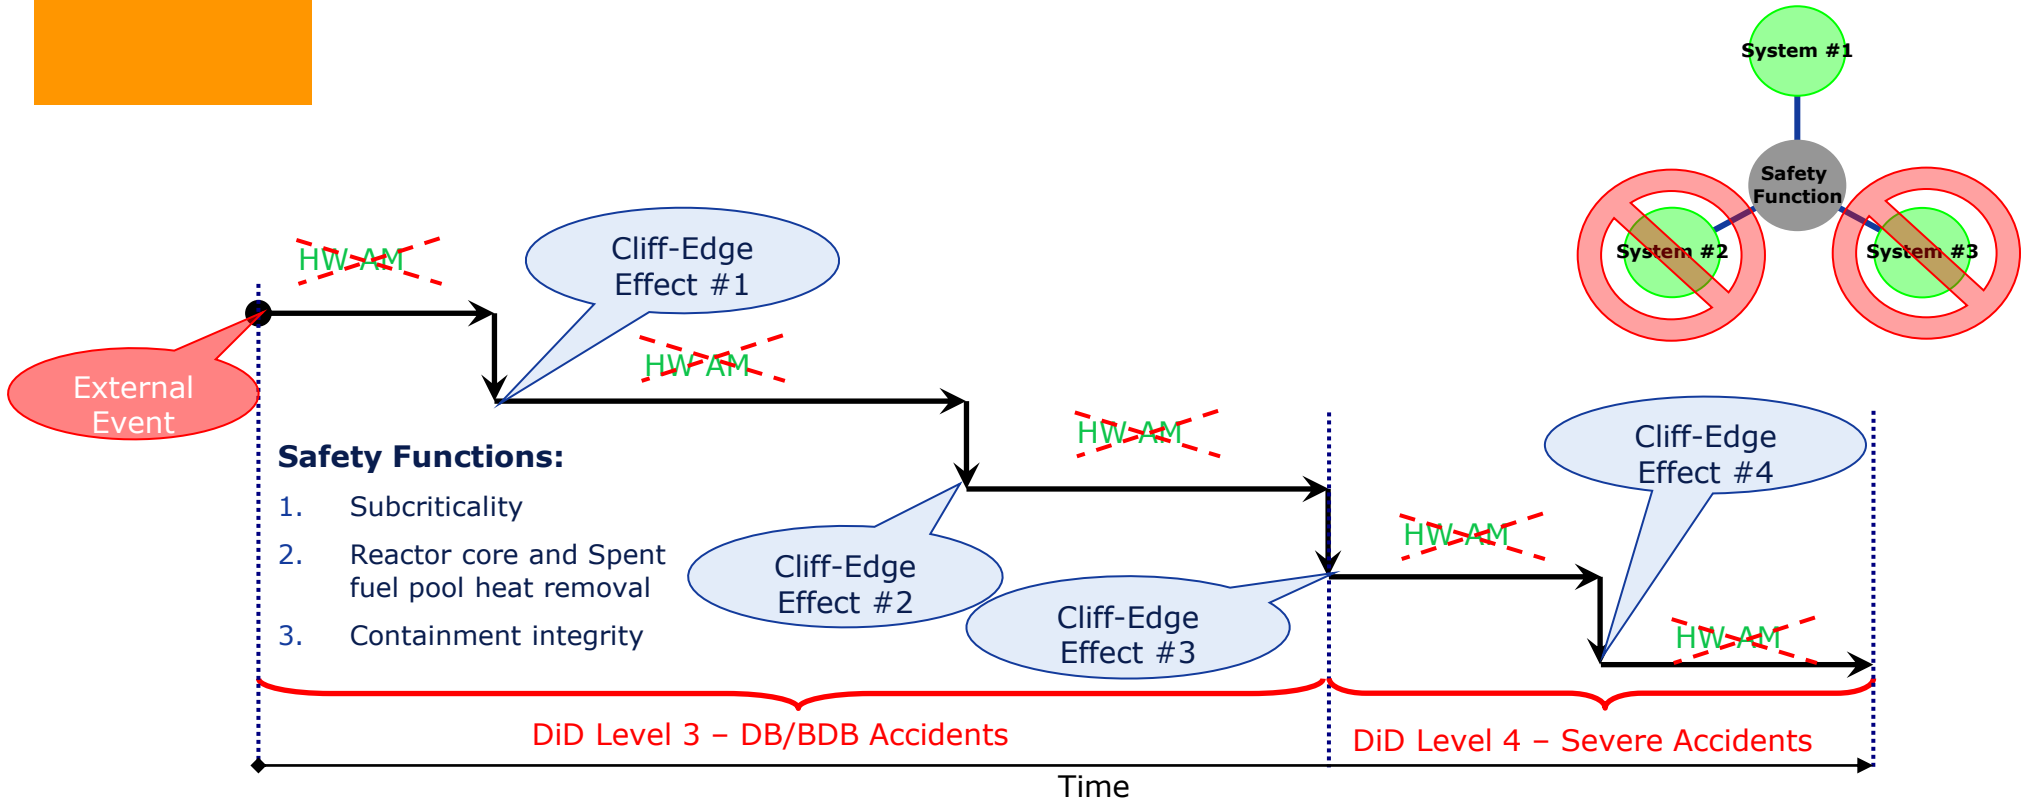 System #1
Safety
Function
System #2
System #3
HW AM
Cliff-Edge
Effect #1
HW AM
External
Event
HW AM
Cliff-Edge
Effect #4
Safety Functions:
1. Subcriticality
2. Reactor core and Spent
fuel pool heat removal
3. Containment integrity
HW AM
Cliff-Edge
Effect #2
Cliff-Edge
Effect #3
HW AM
DiD Level 3 – DB/BDB Accidents
DiD Level 4 – Severe Accidents
Time